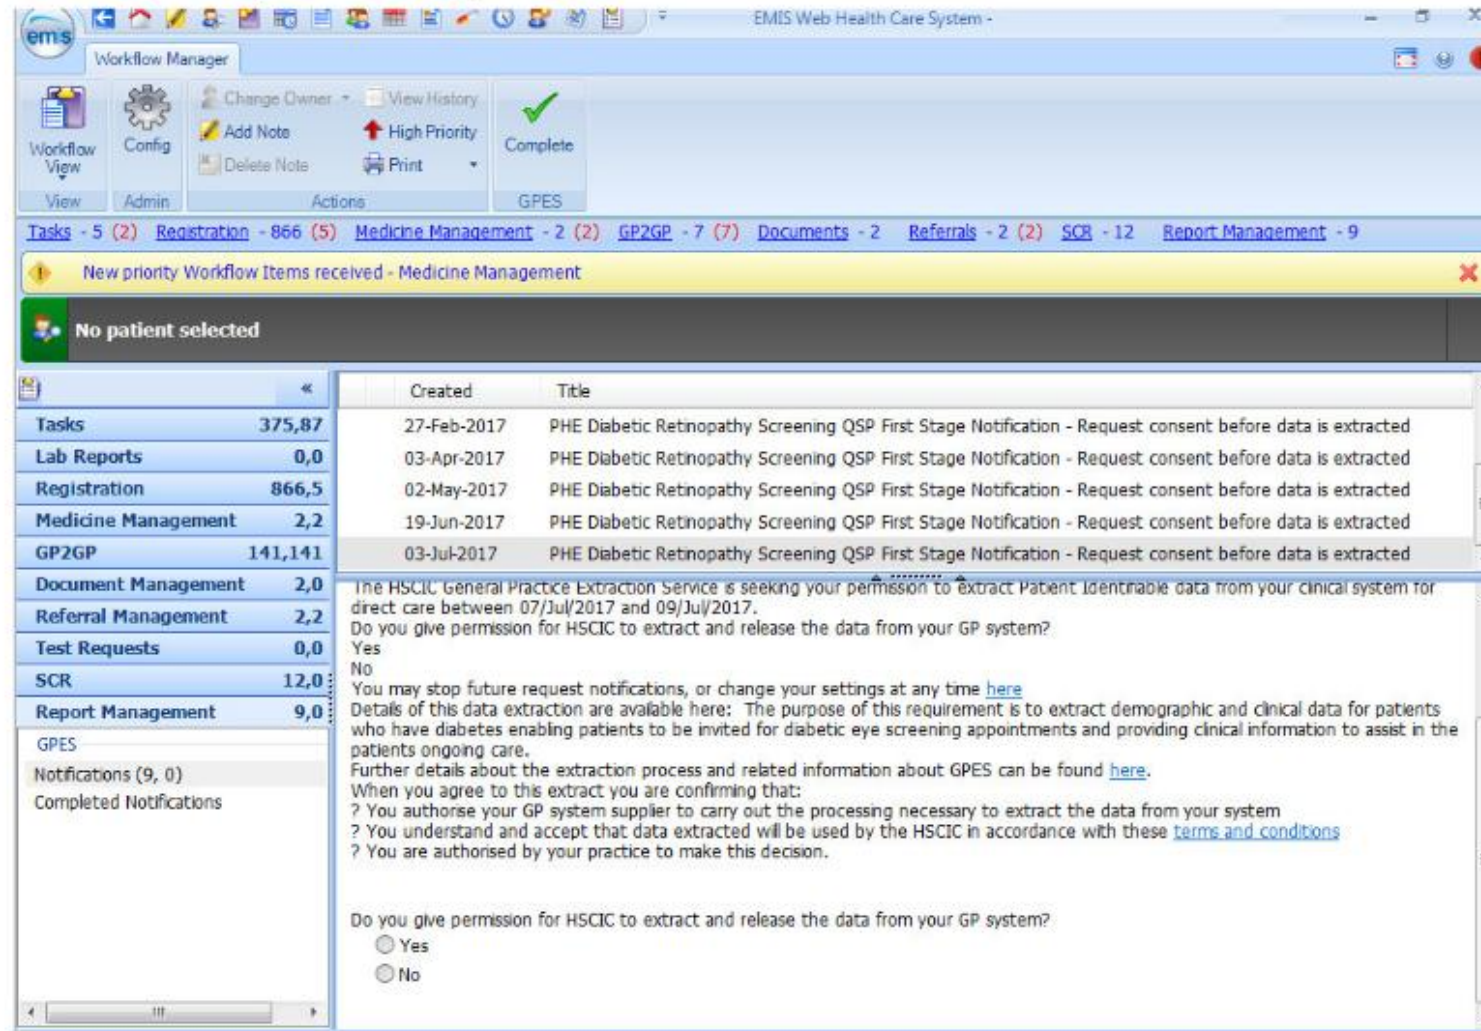 emis
EMIS Web Health Care System -
Workflow Manager
Workflow View
Config
Change Owner
Add Note
Delete Note
View History
High Priority
Print
Complete
View
Admin
Actions
GPES
Tasks - 5 (2) Registration - 866 (5) Medicine Management - 2 (2) GP2GP - 7 (7) Documents - 2 Referrals - 2 (2) SCR - 12 Report Management - 9
New priority Workflow Items received - Medicine Management
No patient selected
Tasks 375,87
Lab Reports 0,0
Registration 866,5
Medicine Management 2,2
GP2GP 141,141
Document Management 2,0
Referral Management 2,2
Test Requests 0,0
SCR 12,0
Report Management 9,0
GPES
Notifications (9, 0)
Completed Notifications
Created Title
27-Feb-2017 PHE Diabetic Retinopathy Screening QSP First Stage Notification - Request consent before data is extracted
03-Apr-2017 PHE Diabetic Retinopathy Screening QSP First Stage Notification - Request consent before data is extracted
02-May-2017 PHE Diabetic Retinopathy Screening QSP First Stage Notification - Request consent before data is extracted
19-Jun-2017 PHE Diabetic Retinopathy Screening QSP First Stage Notification - Request consent before data is extracted
03-Jul-2017 PHE Diabetic Retinopathy Screening QSP First Stage Notification - Request consent before data is extracted
The HSCIC General Practice Extraction Service is seeking your permission to extract Patient Identifiable data from your clinical system for
direct care between 07/Jul/2017 and 09/Jul/2017.
Do you give permission for HSCIC to extract and release the data from your GP system?
Yes
No
You may stop future request notifications, or change your settings at any time here
Details of this data extraction are available here: The purpose of this requirement is to extract demographic and clinical data for patients
who have diabetes enabling patients to be invited for diabetic eye screening appointments and providing clinical information to assist in the
patients ongoing care.
Further details about the extraction process and related information about GPES can be found here.
When you agree to this extract you are confirming that:
? You authorise your GP system supplier to carry out the processing necessary to extract the data from your system
? You understand and accept that data extracted will be used by the HSCIC in accordance with these terms and conditions
? You are authorised by your practice to make this decision.
Do you give permission for HSCIC to extract and release the data from your GP system?
Yes
No